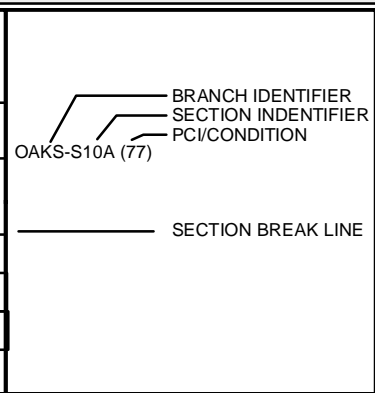 BRANCH IDENTIFIER
SECTION INDENTIFIER
PCI/CONDITION
OAKS-S10A (77)
SECTION BREAK LINE